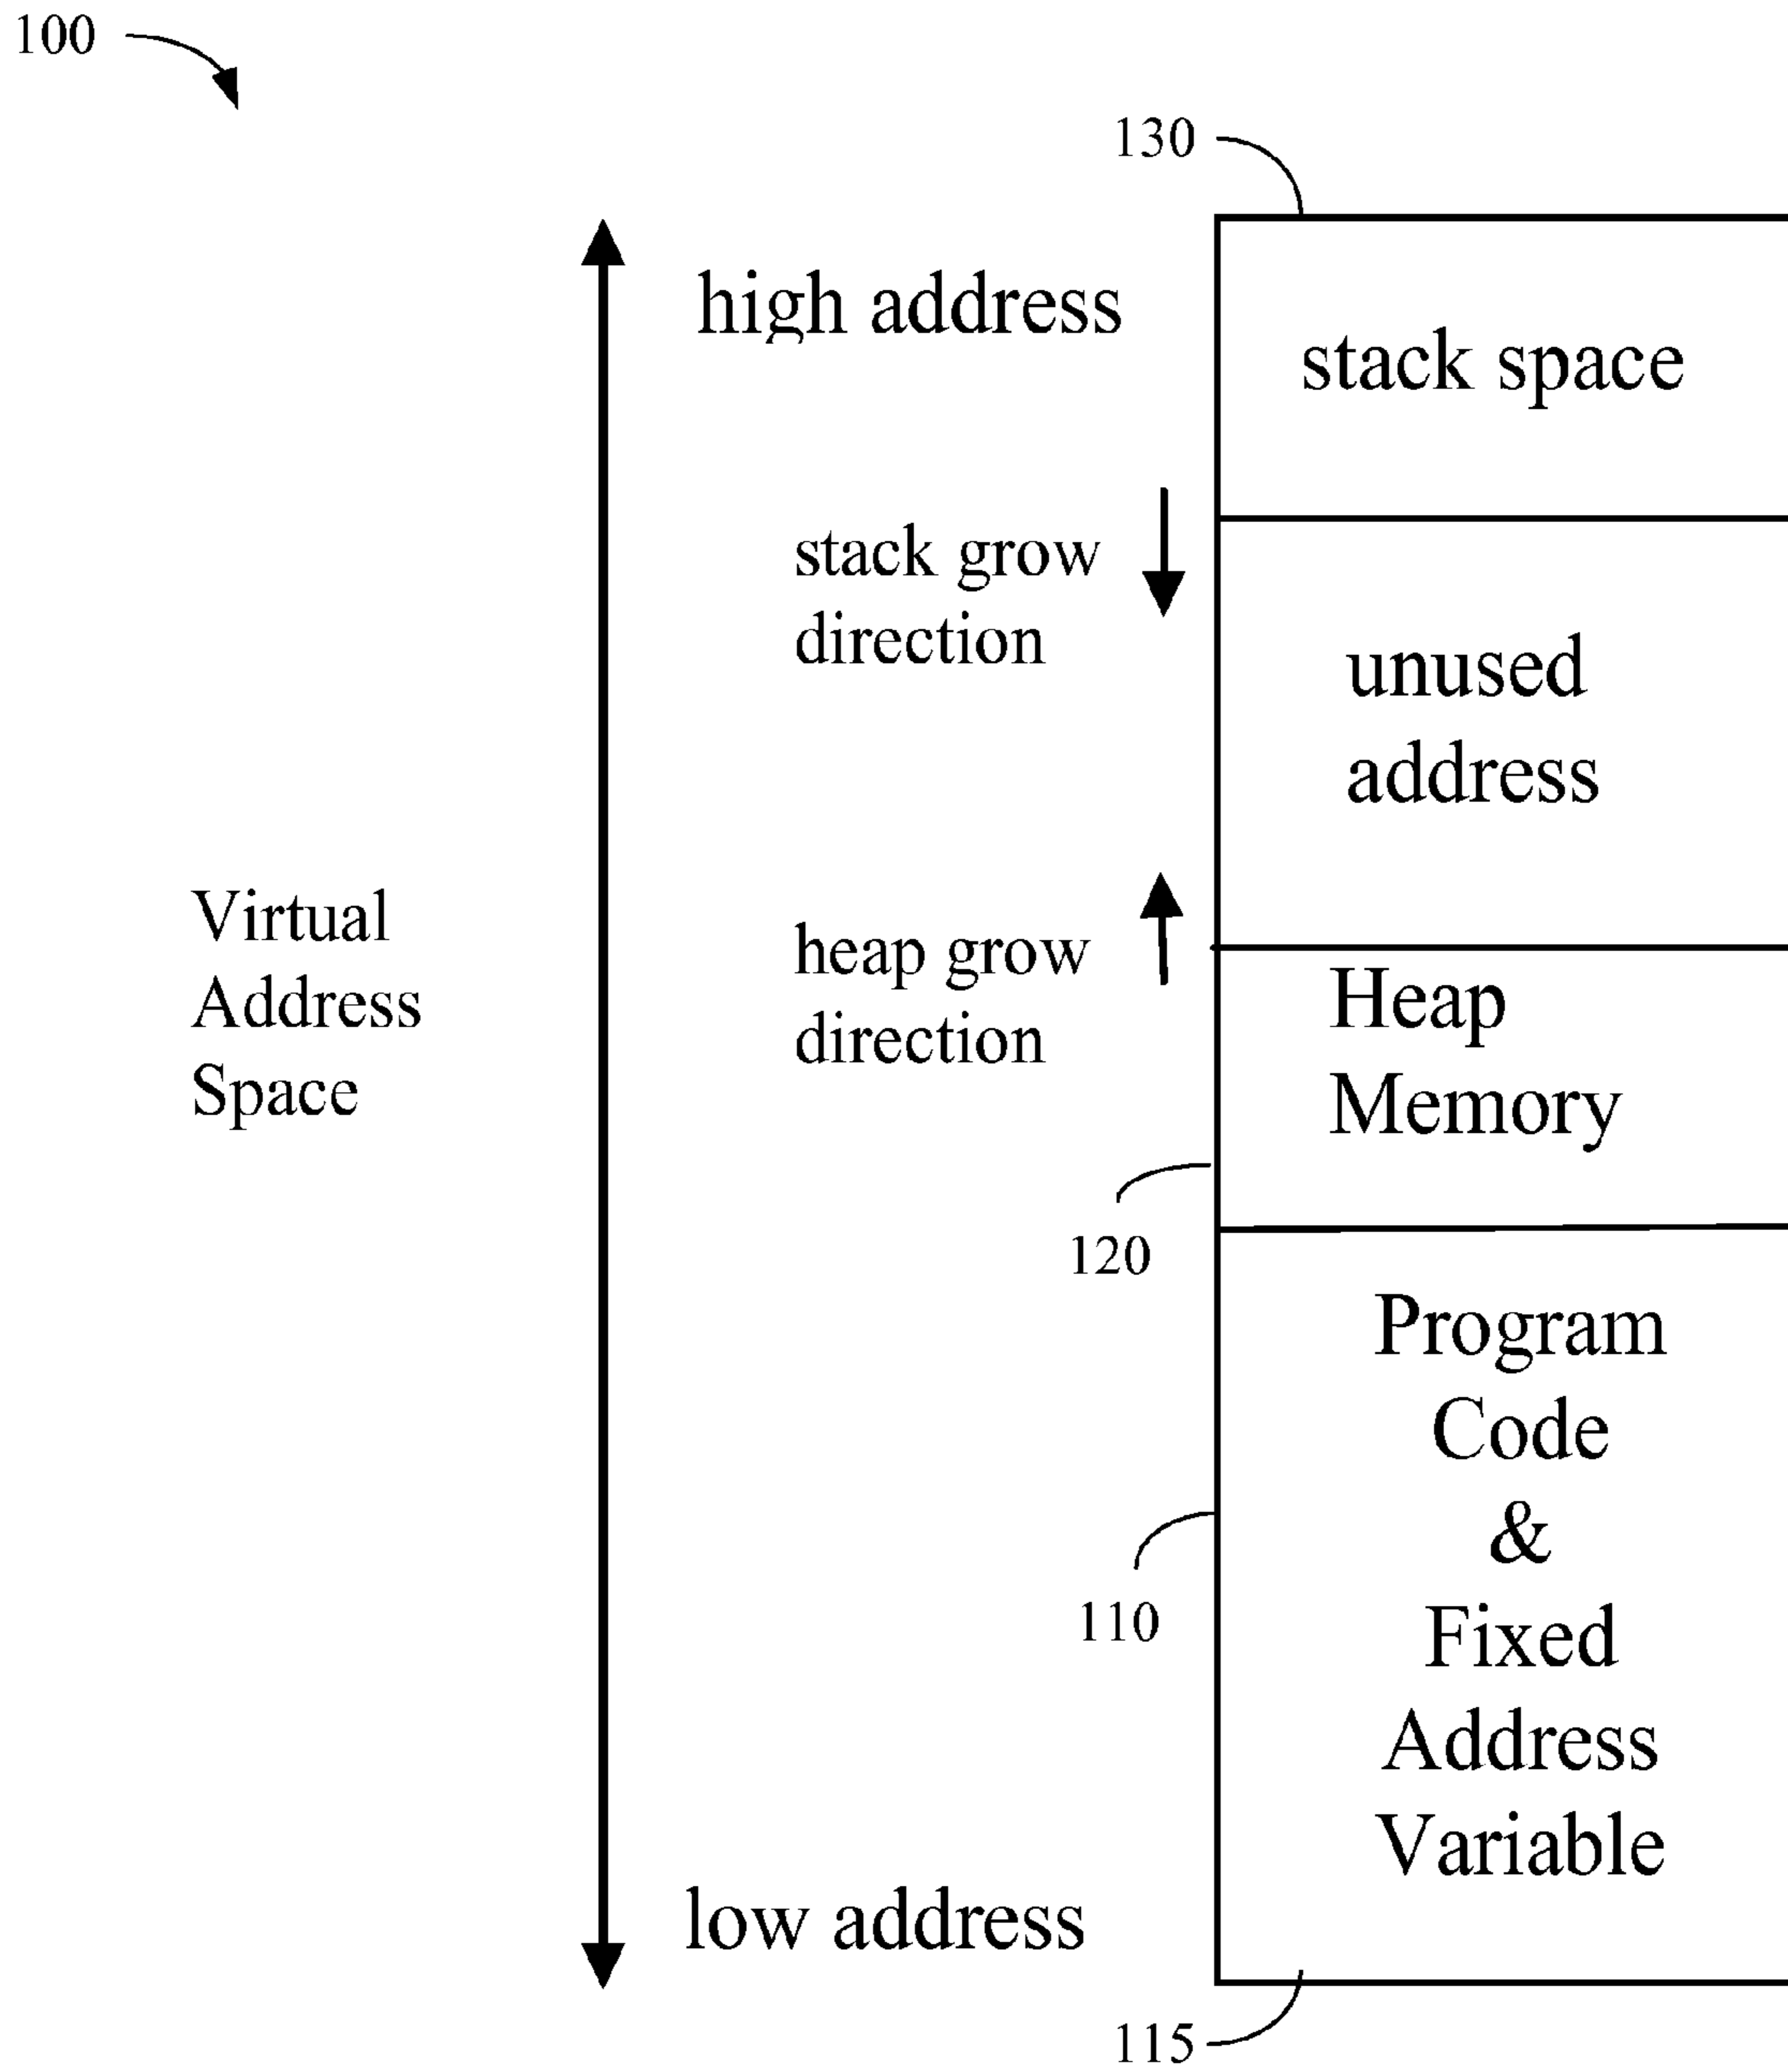 100
130
high address
stack space
stack grow
direction
unused
address
Virtual
Address
Space
heap grow
direction
Heap
Memory
120
Program
Code
&
Fixed
Address
Variable
110
low address
115